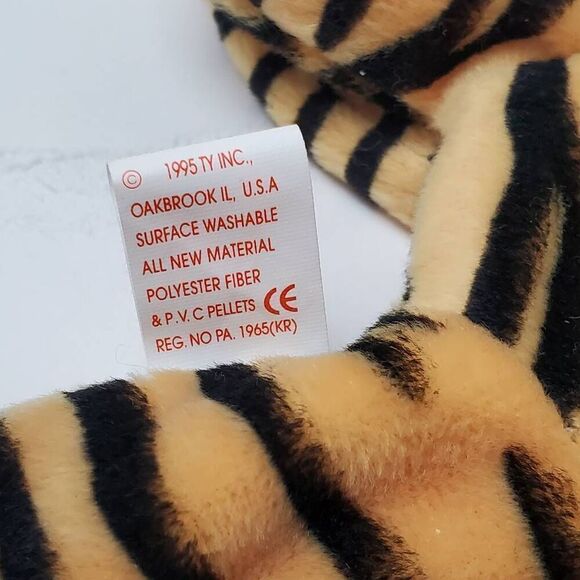 © 1995 TY INC.,
OAKBROOK IL, U.S.A
SURFACE WASHABLE
ALL NEW MATERIAL
POLYESTER FIBER
& P.V.C PELLETS CE
REG. NO PA. 1965(KR)